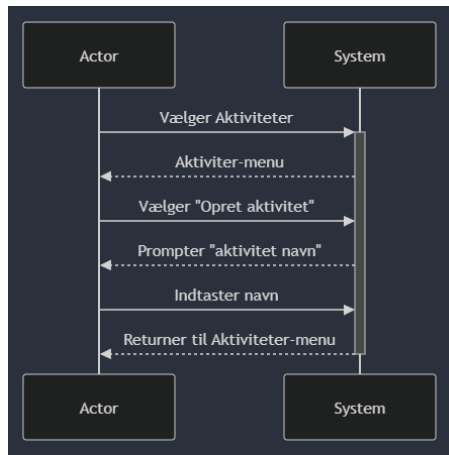 Actor
System
Vælger Aktiviteter
Aktiviter-menu
Vælger "Opret aktivitet"
Prompter "aktivitet navn"
Indtaster navn
Returner til Aktiviteter-menu
Actor
System